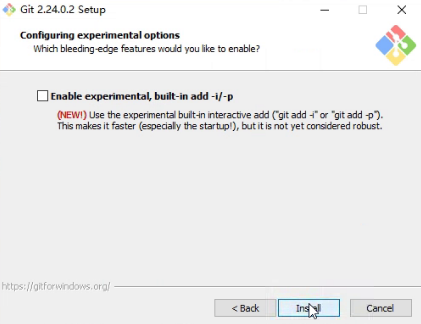 Git 2.24.0.2 Setup
Configuring experimental options
Which bleeding-edge features would you like to enable?
Enable experimental, built-in add -i/-p
(NEW!) Use the experimental built-in interactive add ("git add -i" or "git add -p").
This makes it faster (especially the startup!), but it is not yet considered robust.
https://gitforwindows.org/
< Back
Install
Cancel